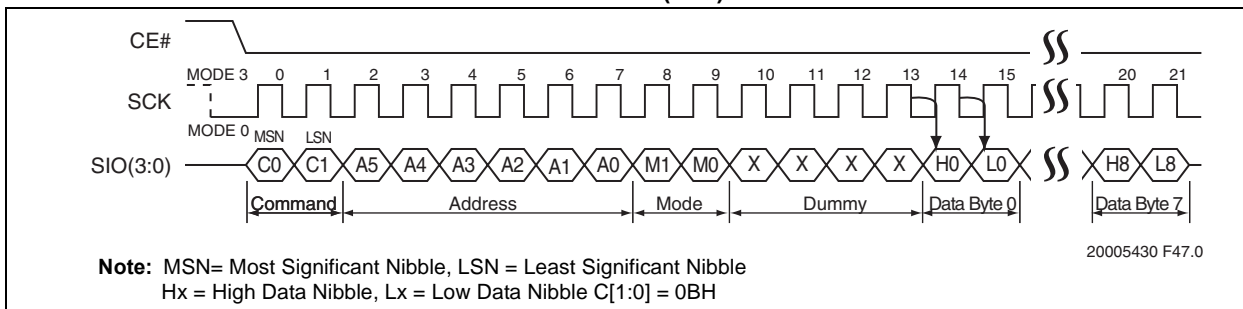 CE#
MODE 3 0 1 2 3 4 5 6 7 8 9 10 11 12 13 14 15 20 21
SCK
MODE 0
MSN LSN
SIO(3:0) C0 C1 A5 A4 A3 A2 A1 A0 M1 M0 X X X X H0 L0 H8 L8
Command Address Mode Dummy Data Byte 0 Data Byte 7
20005430 F47.0
Note: MSN= Most Significant Nibble, LSN = Least Significant Nibble
Hx = High Data Nibble, Lx = Low Data Nibble C[1:0] = 0BH